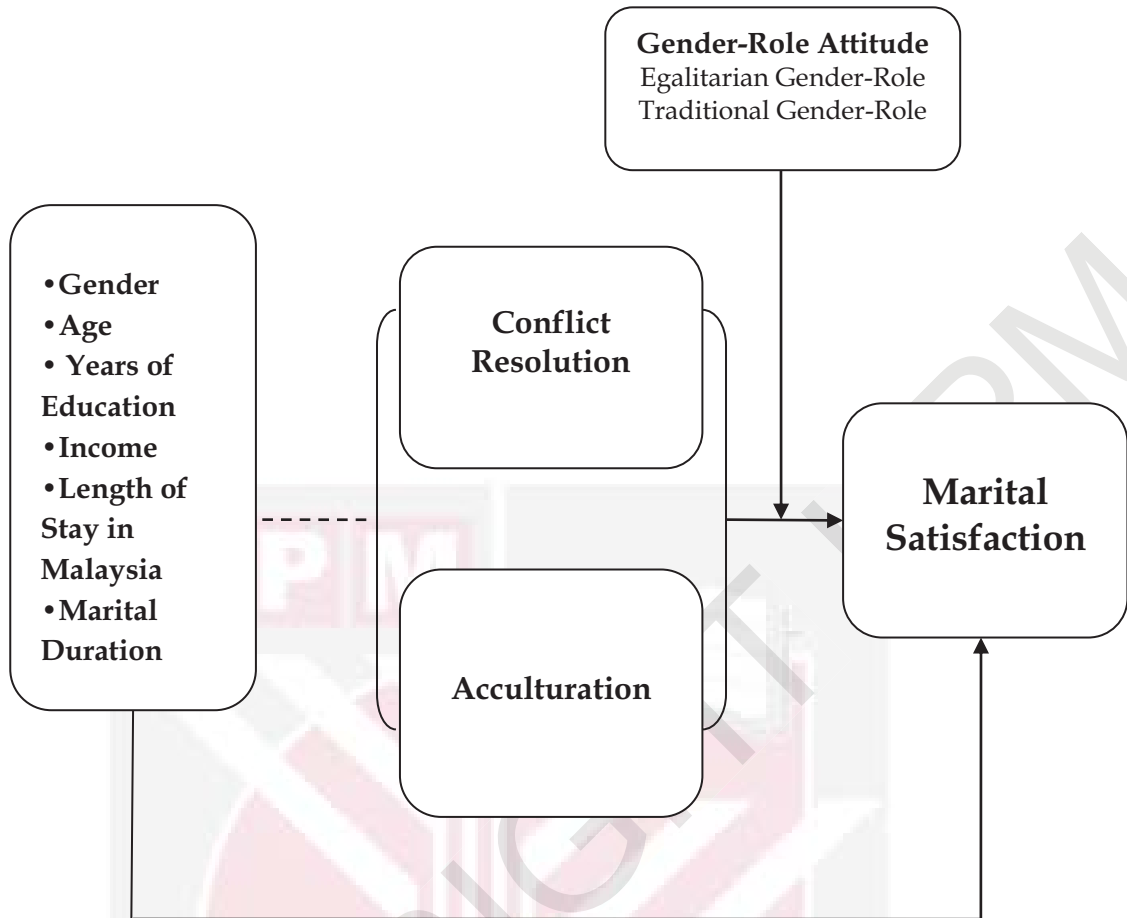 Gender-Role Attitude
Egalitarian Gender-Role
Traditional Gender-Role
•Gender
•Age
• Years of
Education
•Income
•Length of
Stay in
Malaysia
•Marital
Duration
Conflict
Resolution
Acculturation
Marital
Satisfaction
PM